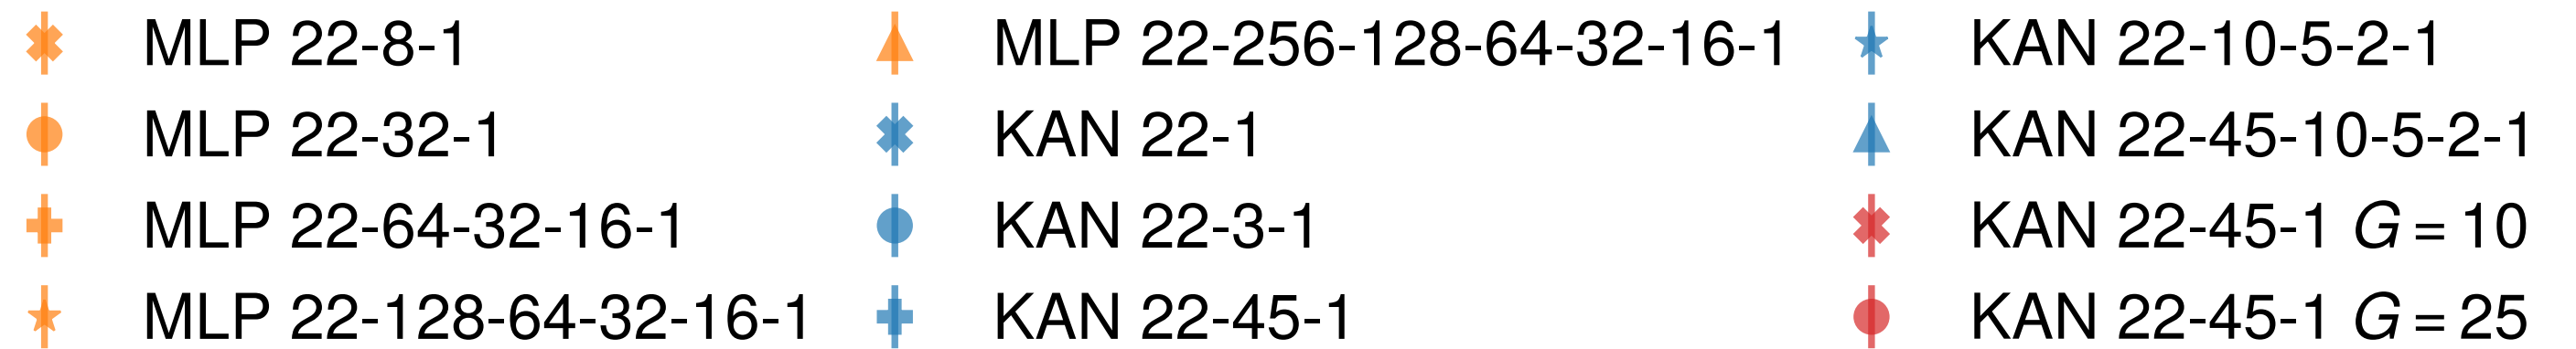 MLP 22-8-1
MLP 22-32-1
MLP 22-64-32-16-1
MLP 22-128-64-32-16-1
MLP 22-256-128-64-32-16-1
KAN 22-1
KAN 22-3-1
KAN 22-45-1
KAN 22-10-5-2-1
KAN 22-45-10-5-2-1
KAN 22-45-1 G = 10
KAN 22-45-1 G = 25